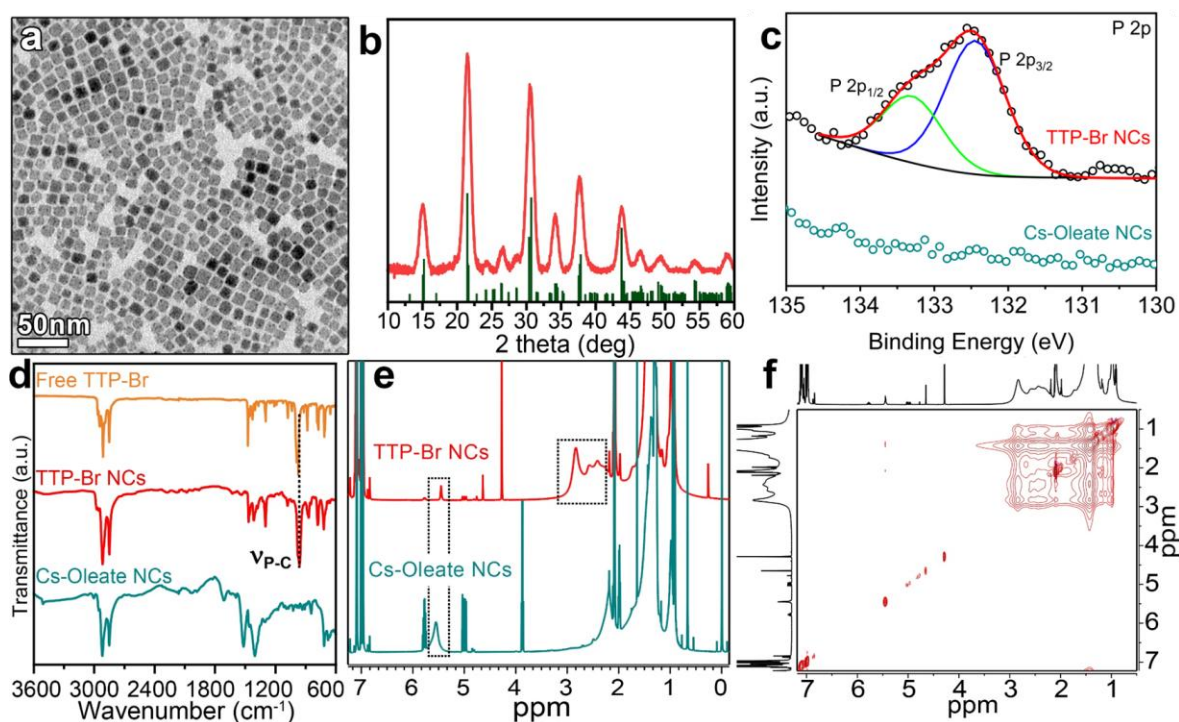 a
50nm
b
10 15 20 25 30 35 40 45 50 55 60
2 theta (deg)
c
P 2p
P 2p3/2
P 2p1/2
TTP-Br NCs
Cs-Oleate NCs
Intensity (a.u.)
135 134 133 132 131 130
Binding Energy (eV)
d
Free TTP-Br
TTP-Br NCs
νP-C
Cs-Oleate NCs
Transmittance (a.u.)
3600 3000 2400 1800 1200 600
Wavenumber (cm-1)
e
TTP-Br NCs
Cs-Oleate NCs
7 6 5 4 3 2 1 0
ppm
f
1
2
3
4
5
6
7
ppm
7 6 5 4 3 2 1
ppm